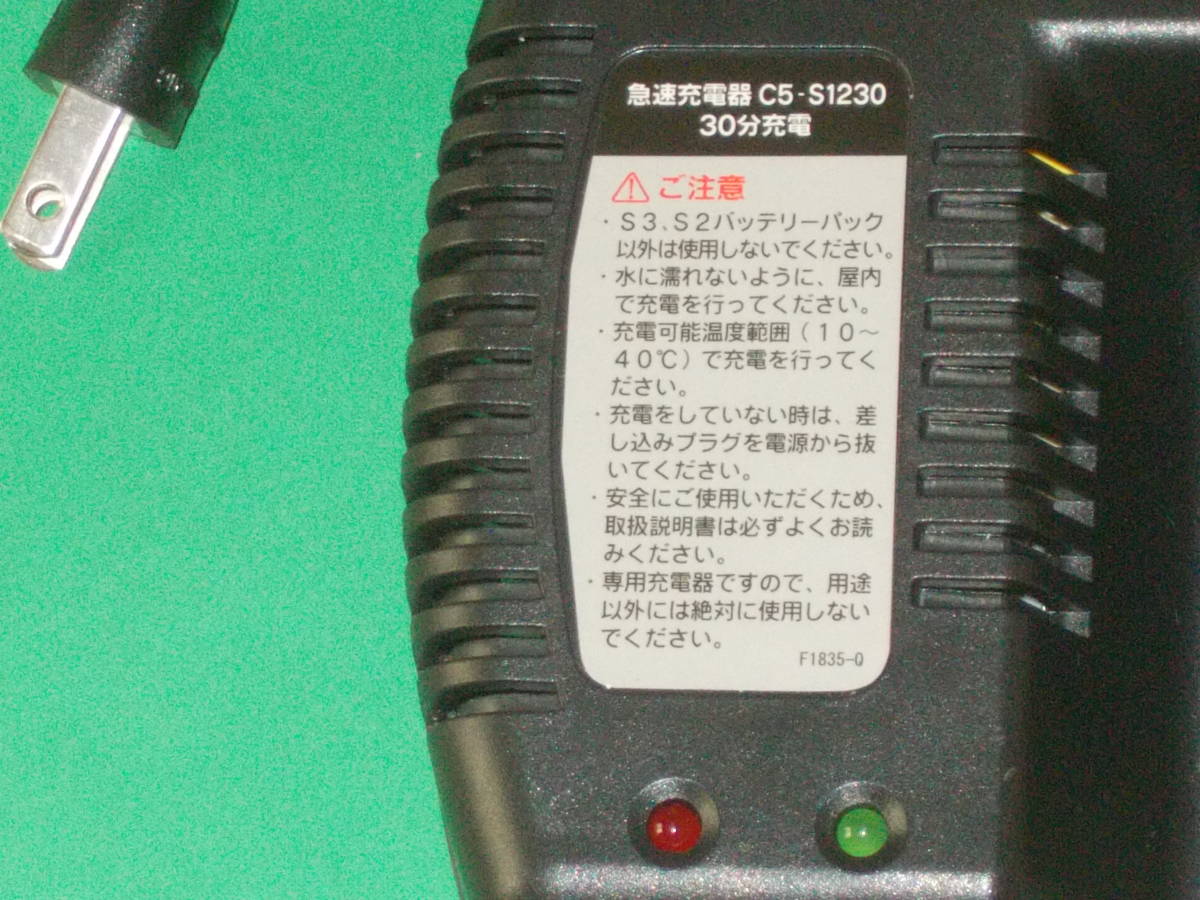 急速充電器 C5-S1230
30分充電
⚠ ご注意
・S3、S2バッテリーパック
以外は使用しないでください。
・水に濡れないように、屋内
で充電を行ってください。
・充電可能温度範囲(10～
40℃)で充電を行ってく
ださい。
・充電をしていない時は、差
し込みプラグを電源から抜
いてください。
・安全にご使用いただくため、
取扱説明書は必ずよくお読
みください。
・専用充電器ですので、用途
以外には絶対に使用しない
でください。
F1835-Q